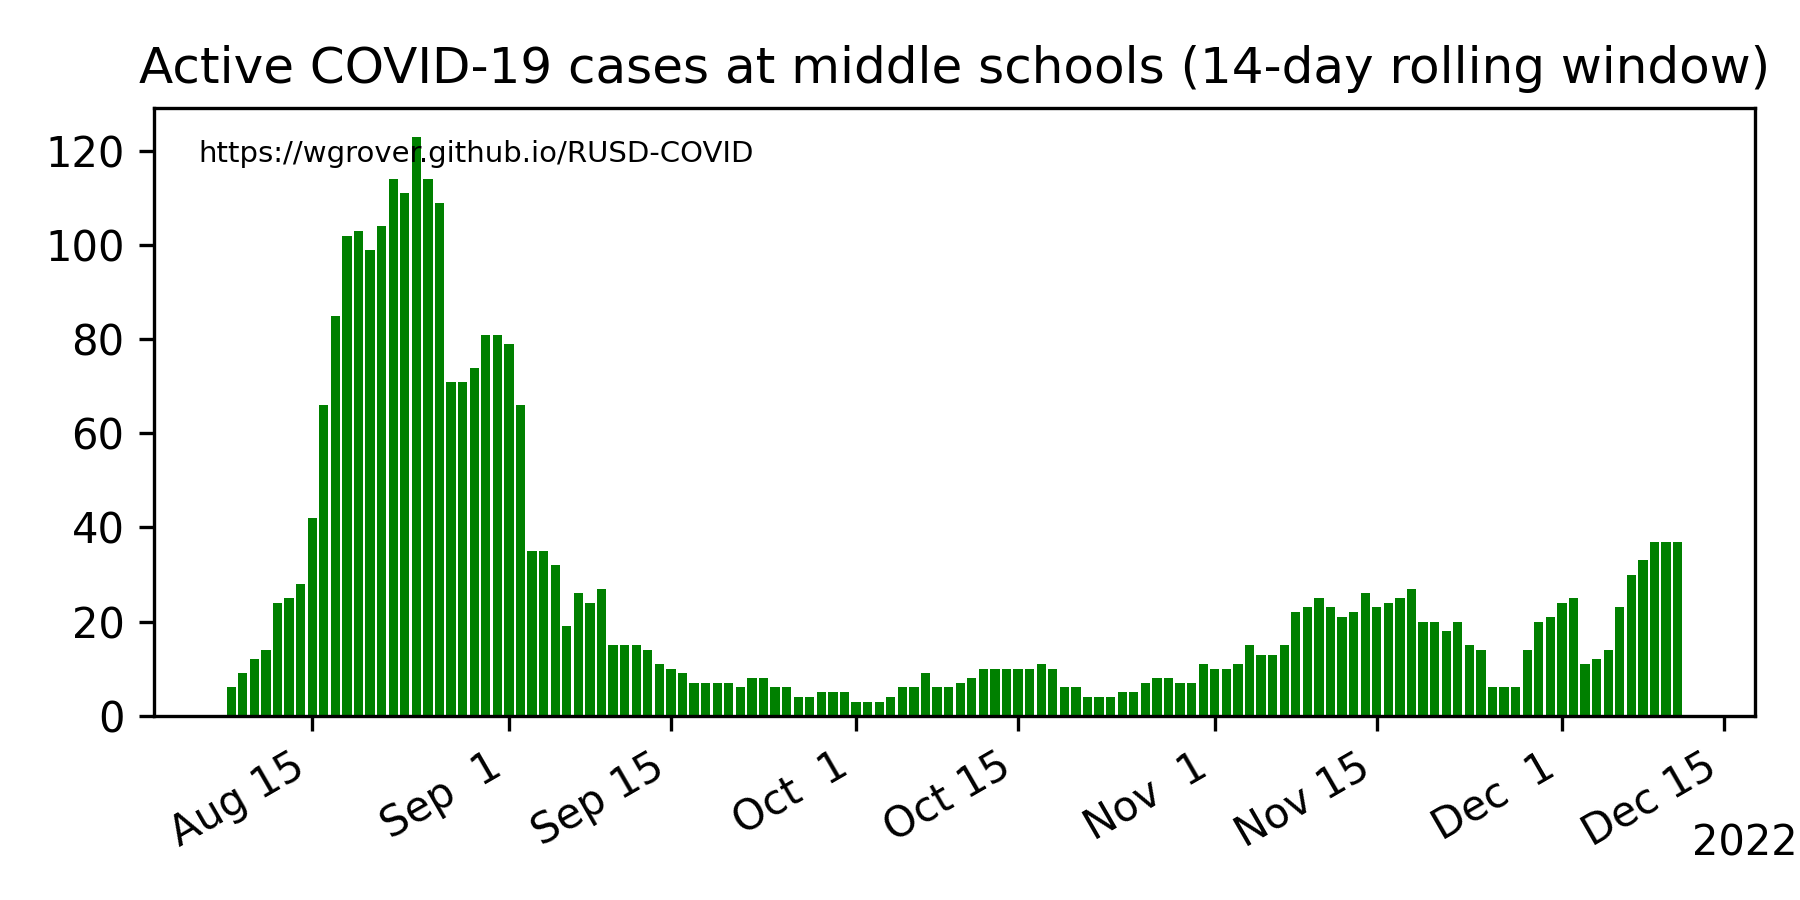 Active COVID-19 cases at middle schools (14-day rolling window)
https://wgrover.github.io/RUSD-COVID
120
100
80
60
40
20
0
Aug 15
Sep 1
Sep 15
Oct 1
Oct 15
Nov 1
Nov 15
Dec 1
Dec 15
2022